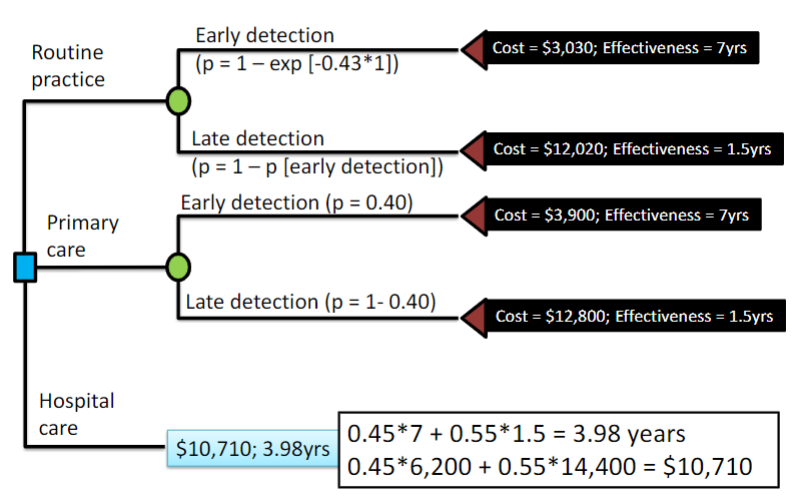 Routine
practice
Early detection
(p = 1 – exp [-0.43*1])
Cost = $3,030; Effectiveness = 7yrs
Late detection
(p = 1 – p [early detection])
Cost = $12,020; Effectiveness = 1.5yrs
Primary
care
Early detection (p = 0.40)
Cost = $3,900; Effectiveness = 7yrs
Late detection (p = 1- 0.40)
Cost = $12,800; Effectiveness = 1.5yrs
Hospital
care
$10,710; 3.98yrs
0.45*7 + 0.55*1.5 = 3.98 years
0.45*6,200 + 0.55*14,400 = $10,710